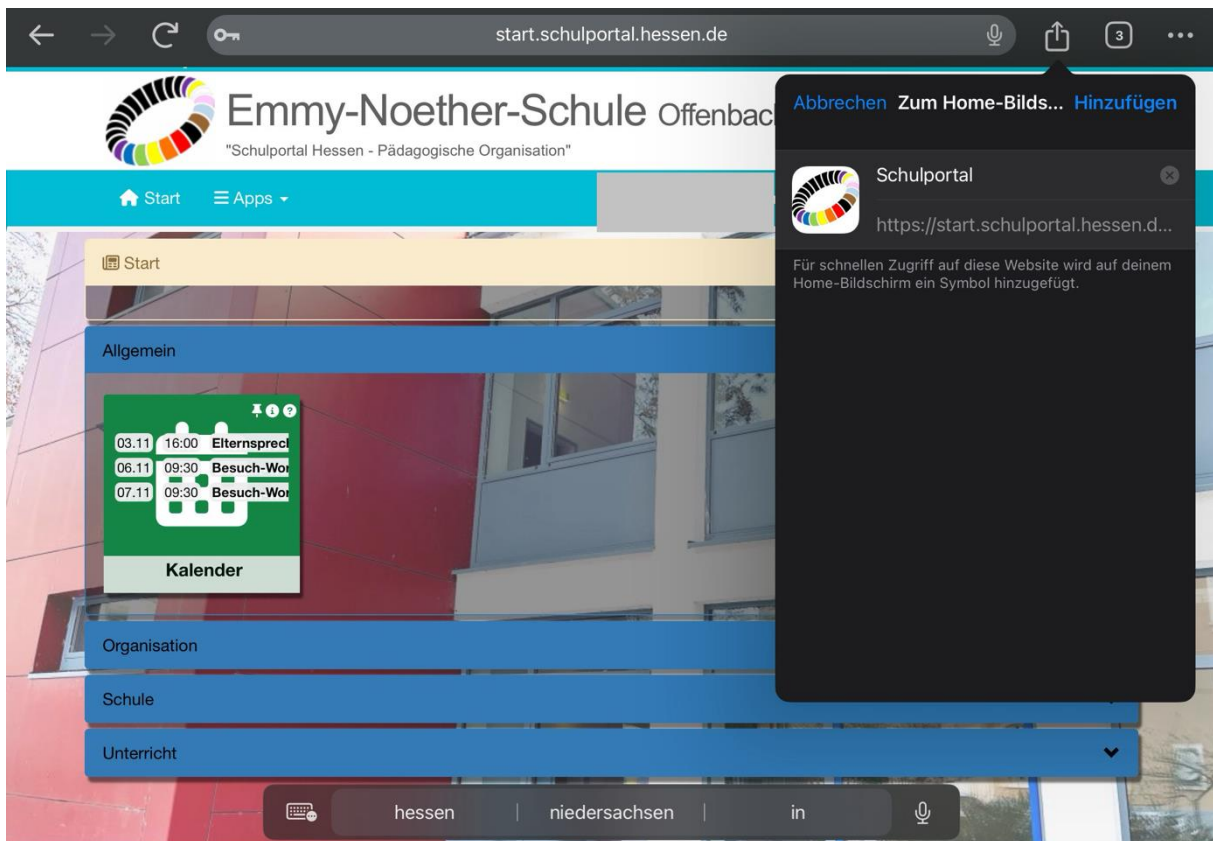 start.schulportal.hessen.de
3
Emmy-Noether-Schule Offenbac
"Schulportal Hessen - Pädagogische Organisation"
Start
Apps
Abbrechen
Zum Home-Bilds...
Hinzufügen
Schulportal
https://start.schulportal.hessen.d...
Für schnellen Zugriff auf diese Website wird auf deinem
Home-Bildschirm ein Symbol hinzugefügt.
Start
Allgemein
03.11 16:00 Elternsprecl
06.11 09:30 Besuch-Wor
07.11 09:30 Besuch-Wor
Kalender
Organisation
Schule
Unterricht
hessen
niedersachsen
in